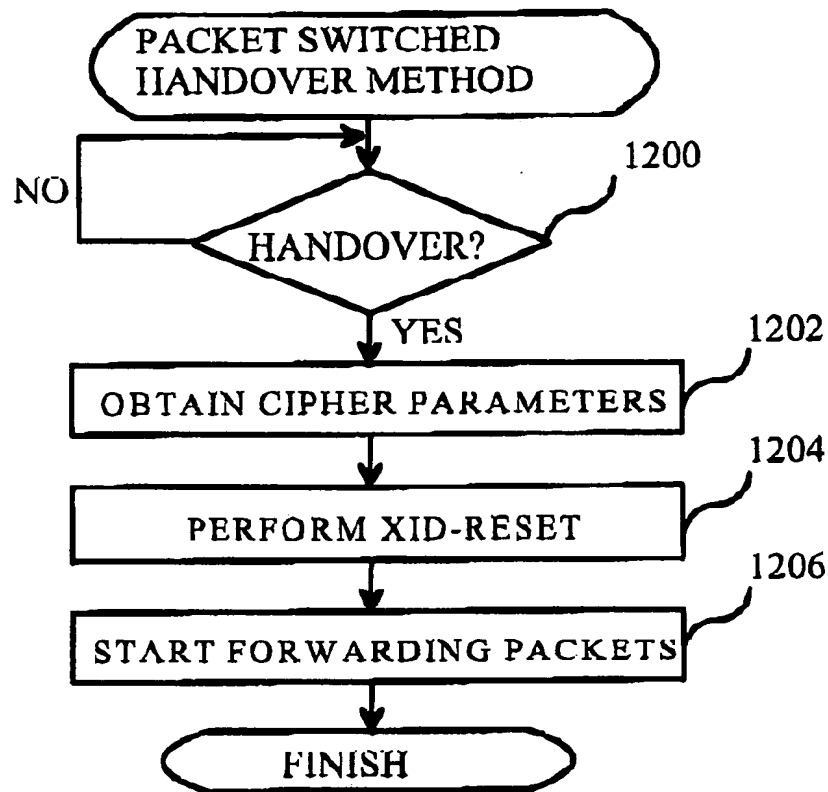 PACKET SWITCHED
HANDOVER METHOD
1200
NO
HANDOVER?
YES
1202
OBTAIN CIPHER PARAMETERS
1204
PERFORM XID-RESET
1206
START FORWARDING PACKETS
FINISH